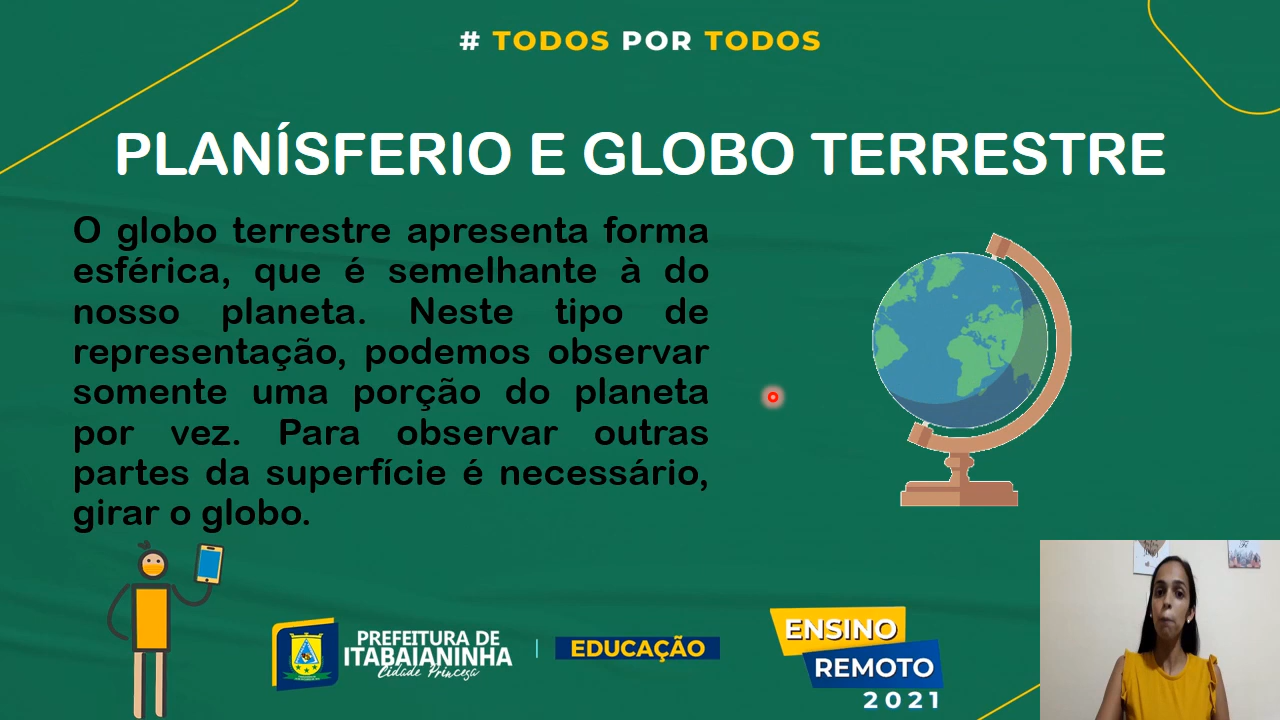 # TODOS POR TODOS
PLANÍSFERIO E GLOBO TERRESTRE
O globo terrestre apresenta forma
esférica, que é semelhante à do
nosso planeta. Neste tipo de
representação, podemos observar
somente uma porção do planeta
por vez. Para observar outras
partes da superfície é necessário,
girar o globo.
PREFEITURA DE
ITABAIANINHA
Cidade Princesa
EDUCAÇÃO
ENSINO
REMOTO
2021